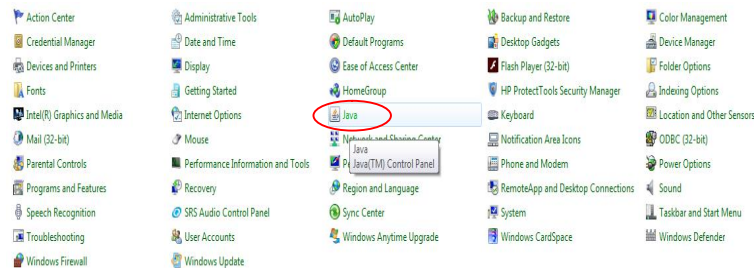 Action Center
Administrative Tools
AutoPlay
Backup and Restore
Color Management
Credential Manager
Date and Time
Default Programs
Desktop Gadgets
Device Manager
Devices and Printers
Display
Ease of Access Center
Flash Player (32-bit)
Folder Options
Fonts
Getting Started
HomeGroup
HP ProtectTools Security Manager
Indexing Options
Intel(R) Graphics and Media
Internet Options
Java
Keyboard
Location and Other Sensors
Mail (32-bit)
Mouse
Network and Sharing Center
Notification Area Icons
ODBC (32-bit)
Java
Java(TM) Control Panel
Parental Controls
Performance Information and Tools
Phone and Modem
Power Options
Programs and Features
Recovery
Region and Language
RemoteApp and Desktop Connections
Sound
Speech Recognition
SRS Audio Control Panel
Sync Center
System
Taskbar and Start Menu
Troubleshooting
User Accounts
Windows Anytime Upgrade
Windows CardSpace
Windows Defender
Windows Firewall
Windows Update